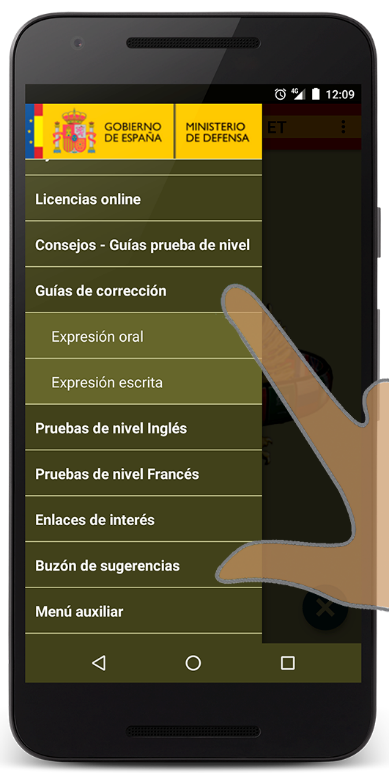 12:09
GOBIERNO
DE ESPAÑA
MINISTERIO
DE DEFENSA
ET
Licencias online
Consejos - Guías prueba de nivel
Guías de corrección
Expresión oral
Expresión escrita
Pruebas de nivel Inglés
Pruebas de nivel Francés
Enlaces de interés
Buzón de sugerencias
Menú auxiliar